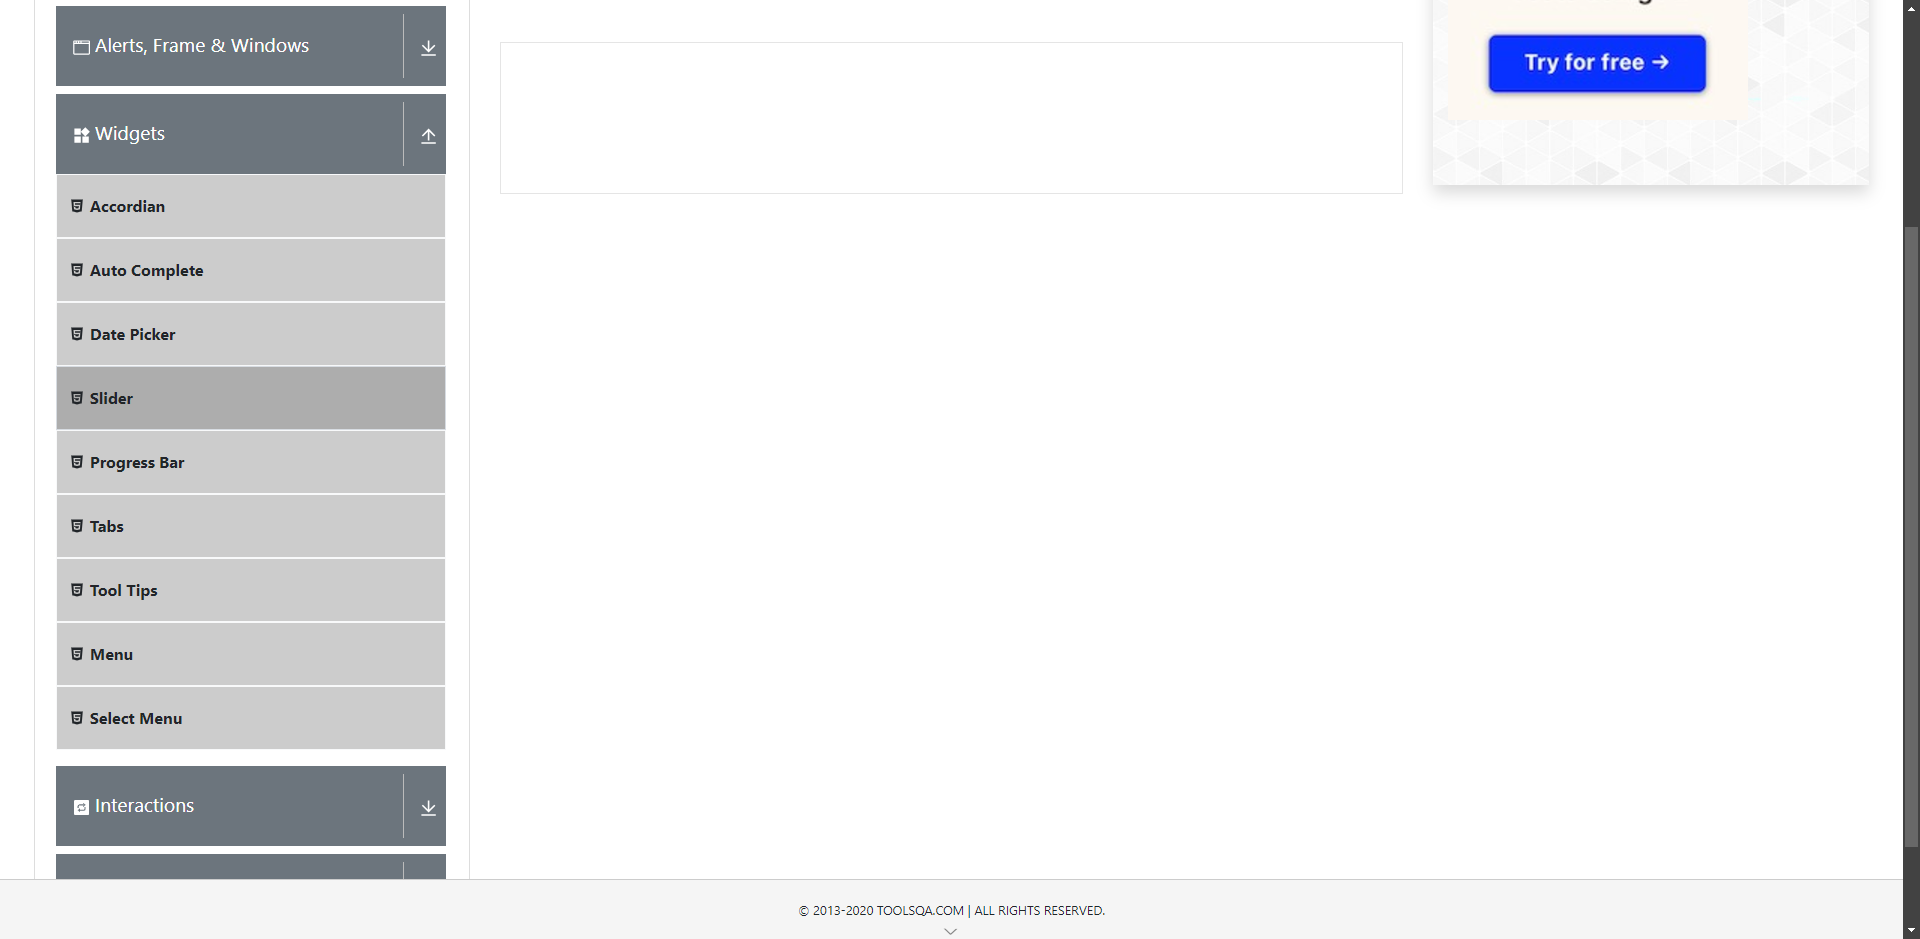 Alerts, Frame & Windows
Widgets
Accordian
Auto Complete
Date Picker
Slider
Progress Bar
Tabs
Tool Tips
Menu
Select Menu
Interactions
Try for free →
© 2013-2020 TOOLSQA.COM | ALL RIGHTS RESERVED.